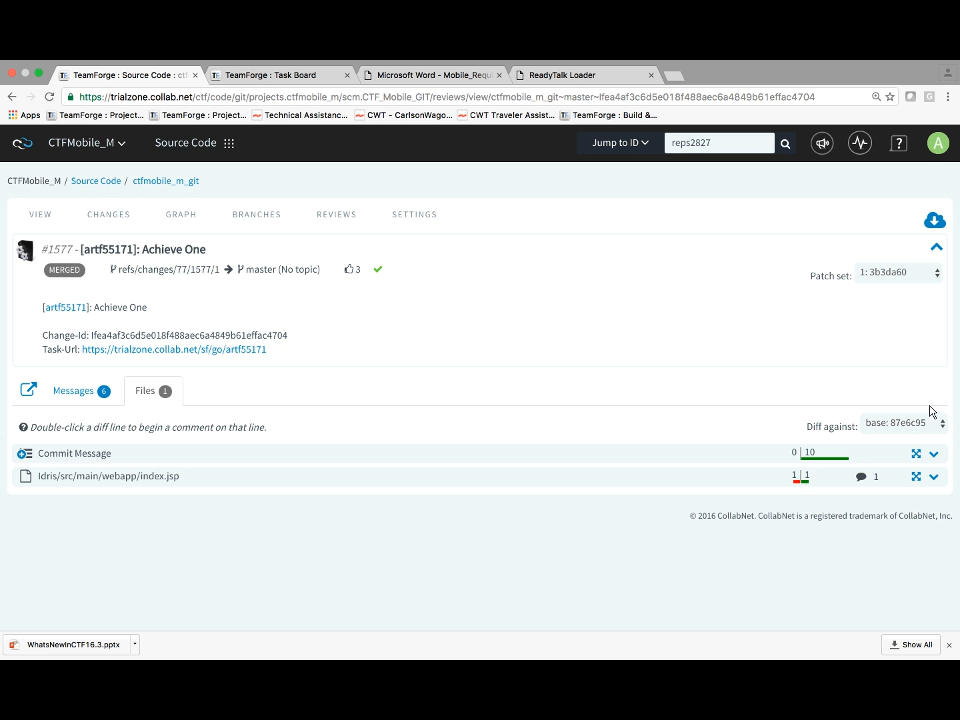 TeamForge : Source Code : ctf
TeamForge : Task Board
Microsoft Word - Mobile_Requi
ReadyTalk Loader
https://trialzone.collab.net/ctf/code/git/projects.ctfmobile_m/scm.CTF_Mobile_GIT/reviews/view/ctfmobile_m_git~master~Ifea4af3c6d5e018f488aec6a4849b61effac4704
Apps TeamForge : Project... TeamForge : Project... Technical Assistanc... CWT - CarlsonWago... CWT Traveler Assist... TeamForge : Build &...
CTFMobile_M Source Code Jump to ID reps2827 ? A
CTFMobile_M / Source Code / ctfmobile_m_git
VIEW CHANGES GRAPH BRANCHES REVIEWS SETTINGS
#1577 - [artf55171]: Achieve One
MERGED refs/changes/77/1577/1 master (No topic) 3
Patch set: 1: 3b3da60
[artf55171]: Achieve One
Change-Id: Ifea4af3c6d5e018f488aec6a4849b61effac4704
Task-Url: https://trialzone.collab.net/sf/go/artf55171
Messages 6 Files 1
Double-click a diff line to begin a comment on that line.
Diff against: base: 87e6c95
Commit Message 0 10
Idris/src/main/webapp/index.jsp 1 1 1
© 2016 CollabNet. CollabNet is a registered trademark of CollabNet, Inc.
WhatsNewInCTF16.3.pptx Show All